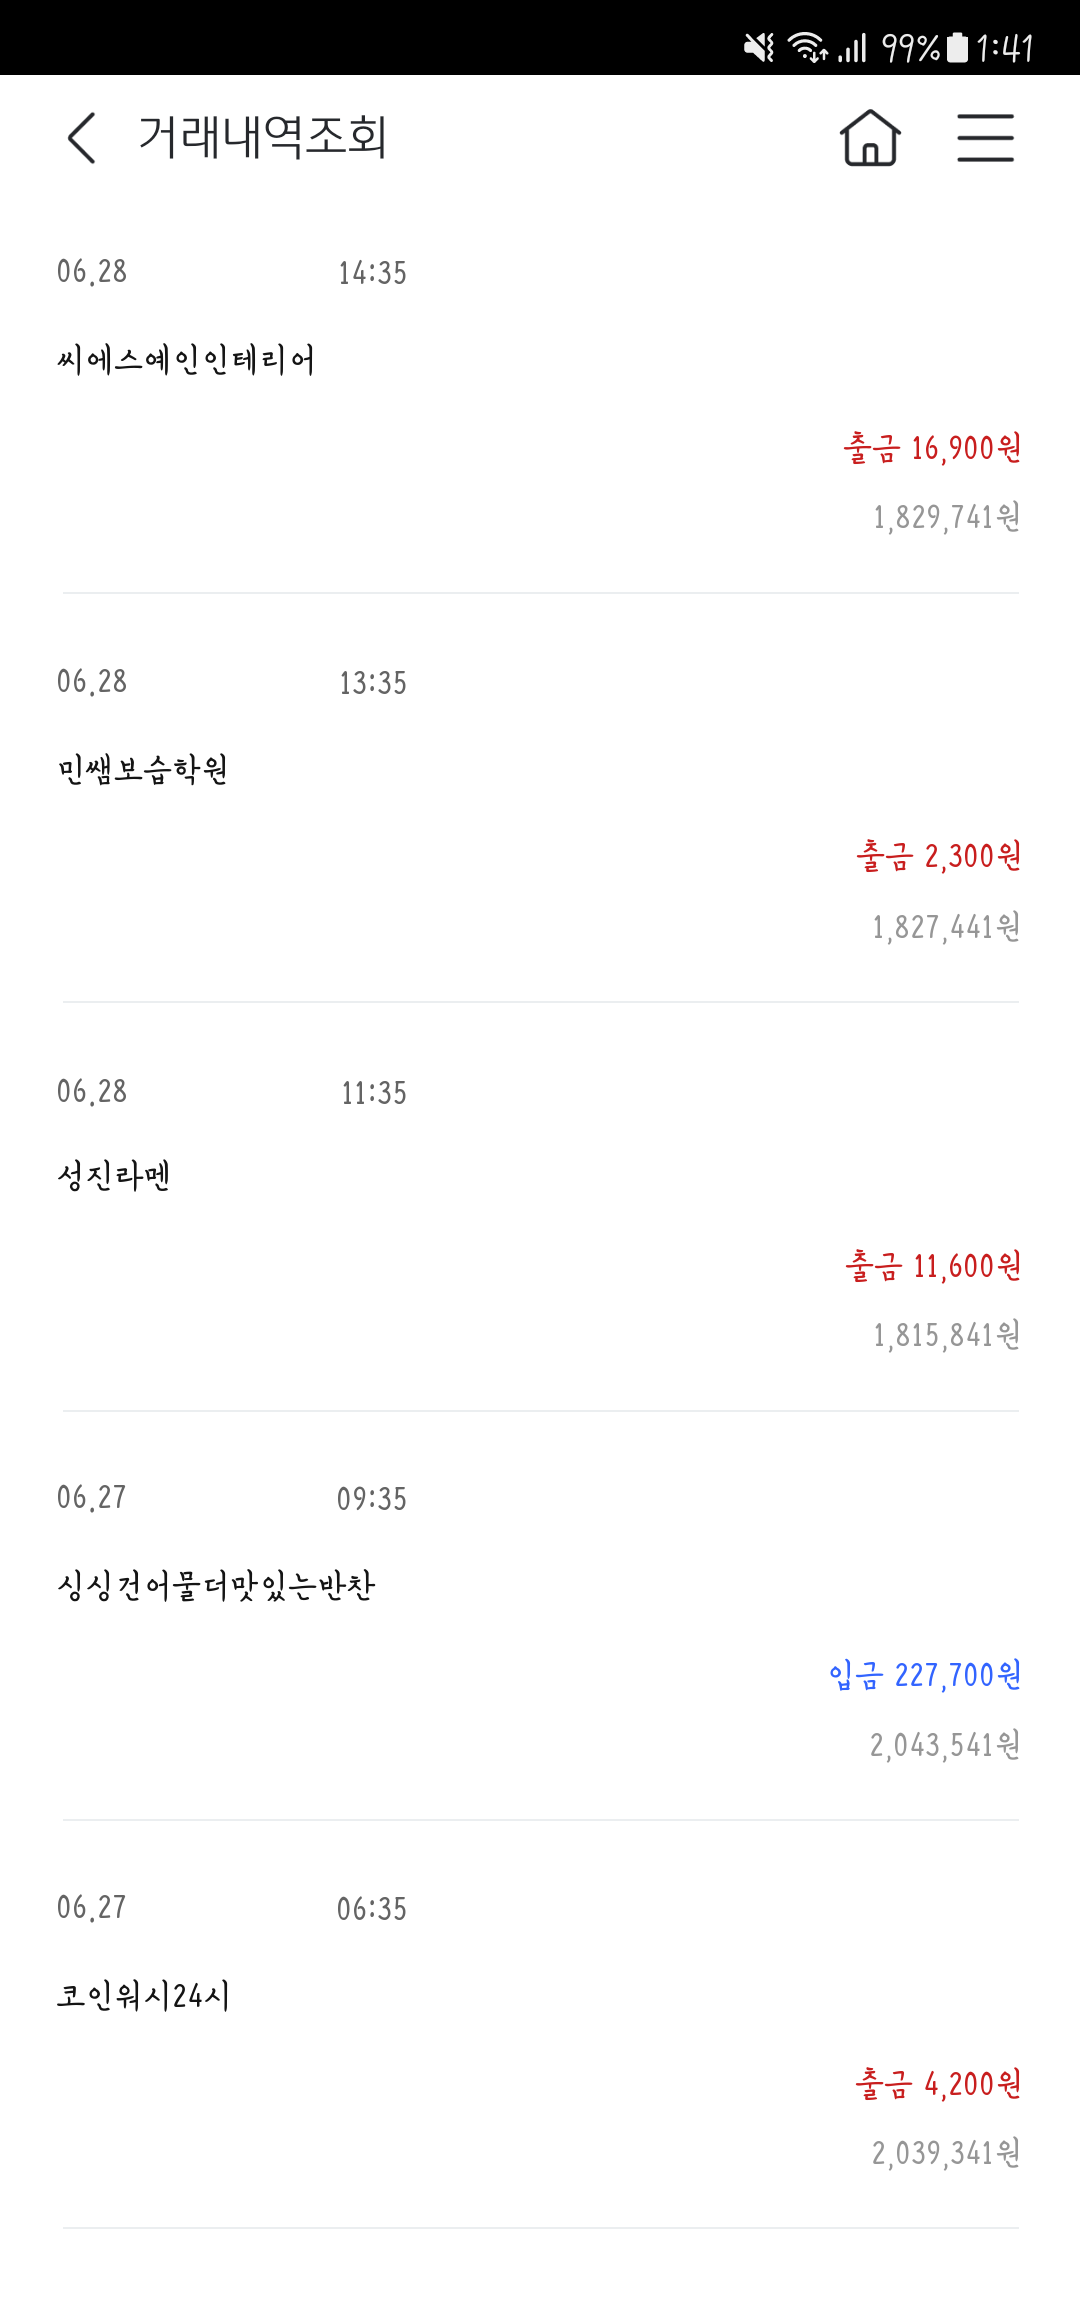 99% 1:41
거래내역조회
06.28 14:35
씨에스예인인테리어
출금 16,900원
1,829,741원
06.28 13:35
민쌤보습학원
출금 2,300원
1,827,441원
06.28 11:35
성진라멘
출금 11,600원
1,815,841원
06.27 09:35
싱싱건어물더맛있는반찬
입금 227,700원
2,043,541원
06.27 06:35
코인워시24시
출금 4,200원
2,039,341원